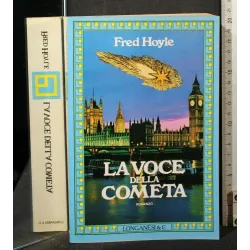 FRED HOYLE
LA VOCE DELLA COMETA
Fred Hoyle
LA VOCE
DELLA
COMETA
ROMANZO
LONGANESI & C.